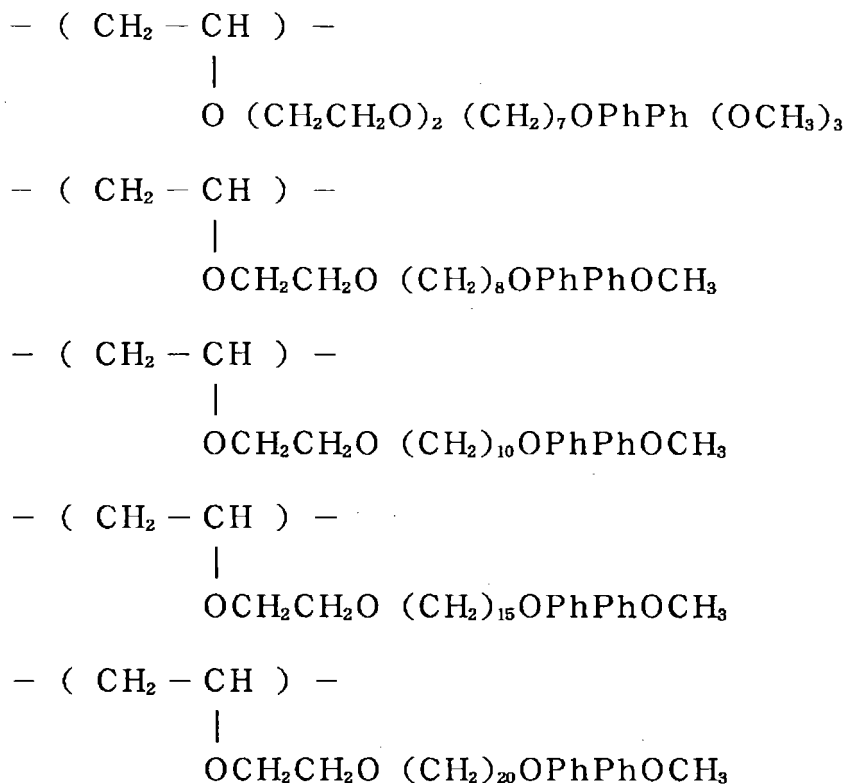 － ( CH₂－CH ) －
|
O (CH₂CH₂O)₂ (CH₂)₇OPhPh (OCH₃)₃
－ ( CH₂－CH ) －
|
OCH₂CH₂O (CH₂)₈OPhPhOCH₃
－ ( CH₂－CH ) －
|
OCH₂CH₂O (CH₂)₁₀OPhPhOCH₃
－ ( CH₂－CH ) －
|
OCH₂CH₂O (CH₂)₁₅OPhPhOCH₃
－ ( CH₂－CH ) －
|
OCH₂CH₂O (CH₂)₂₀OPhPhOCH₃